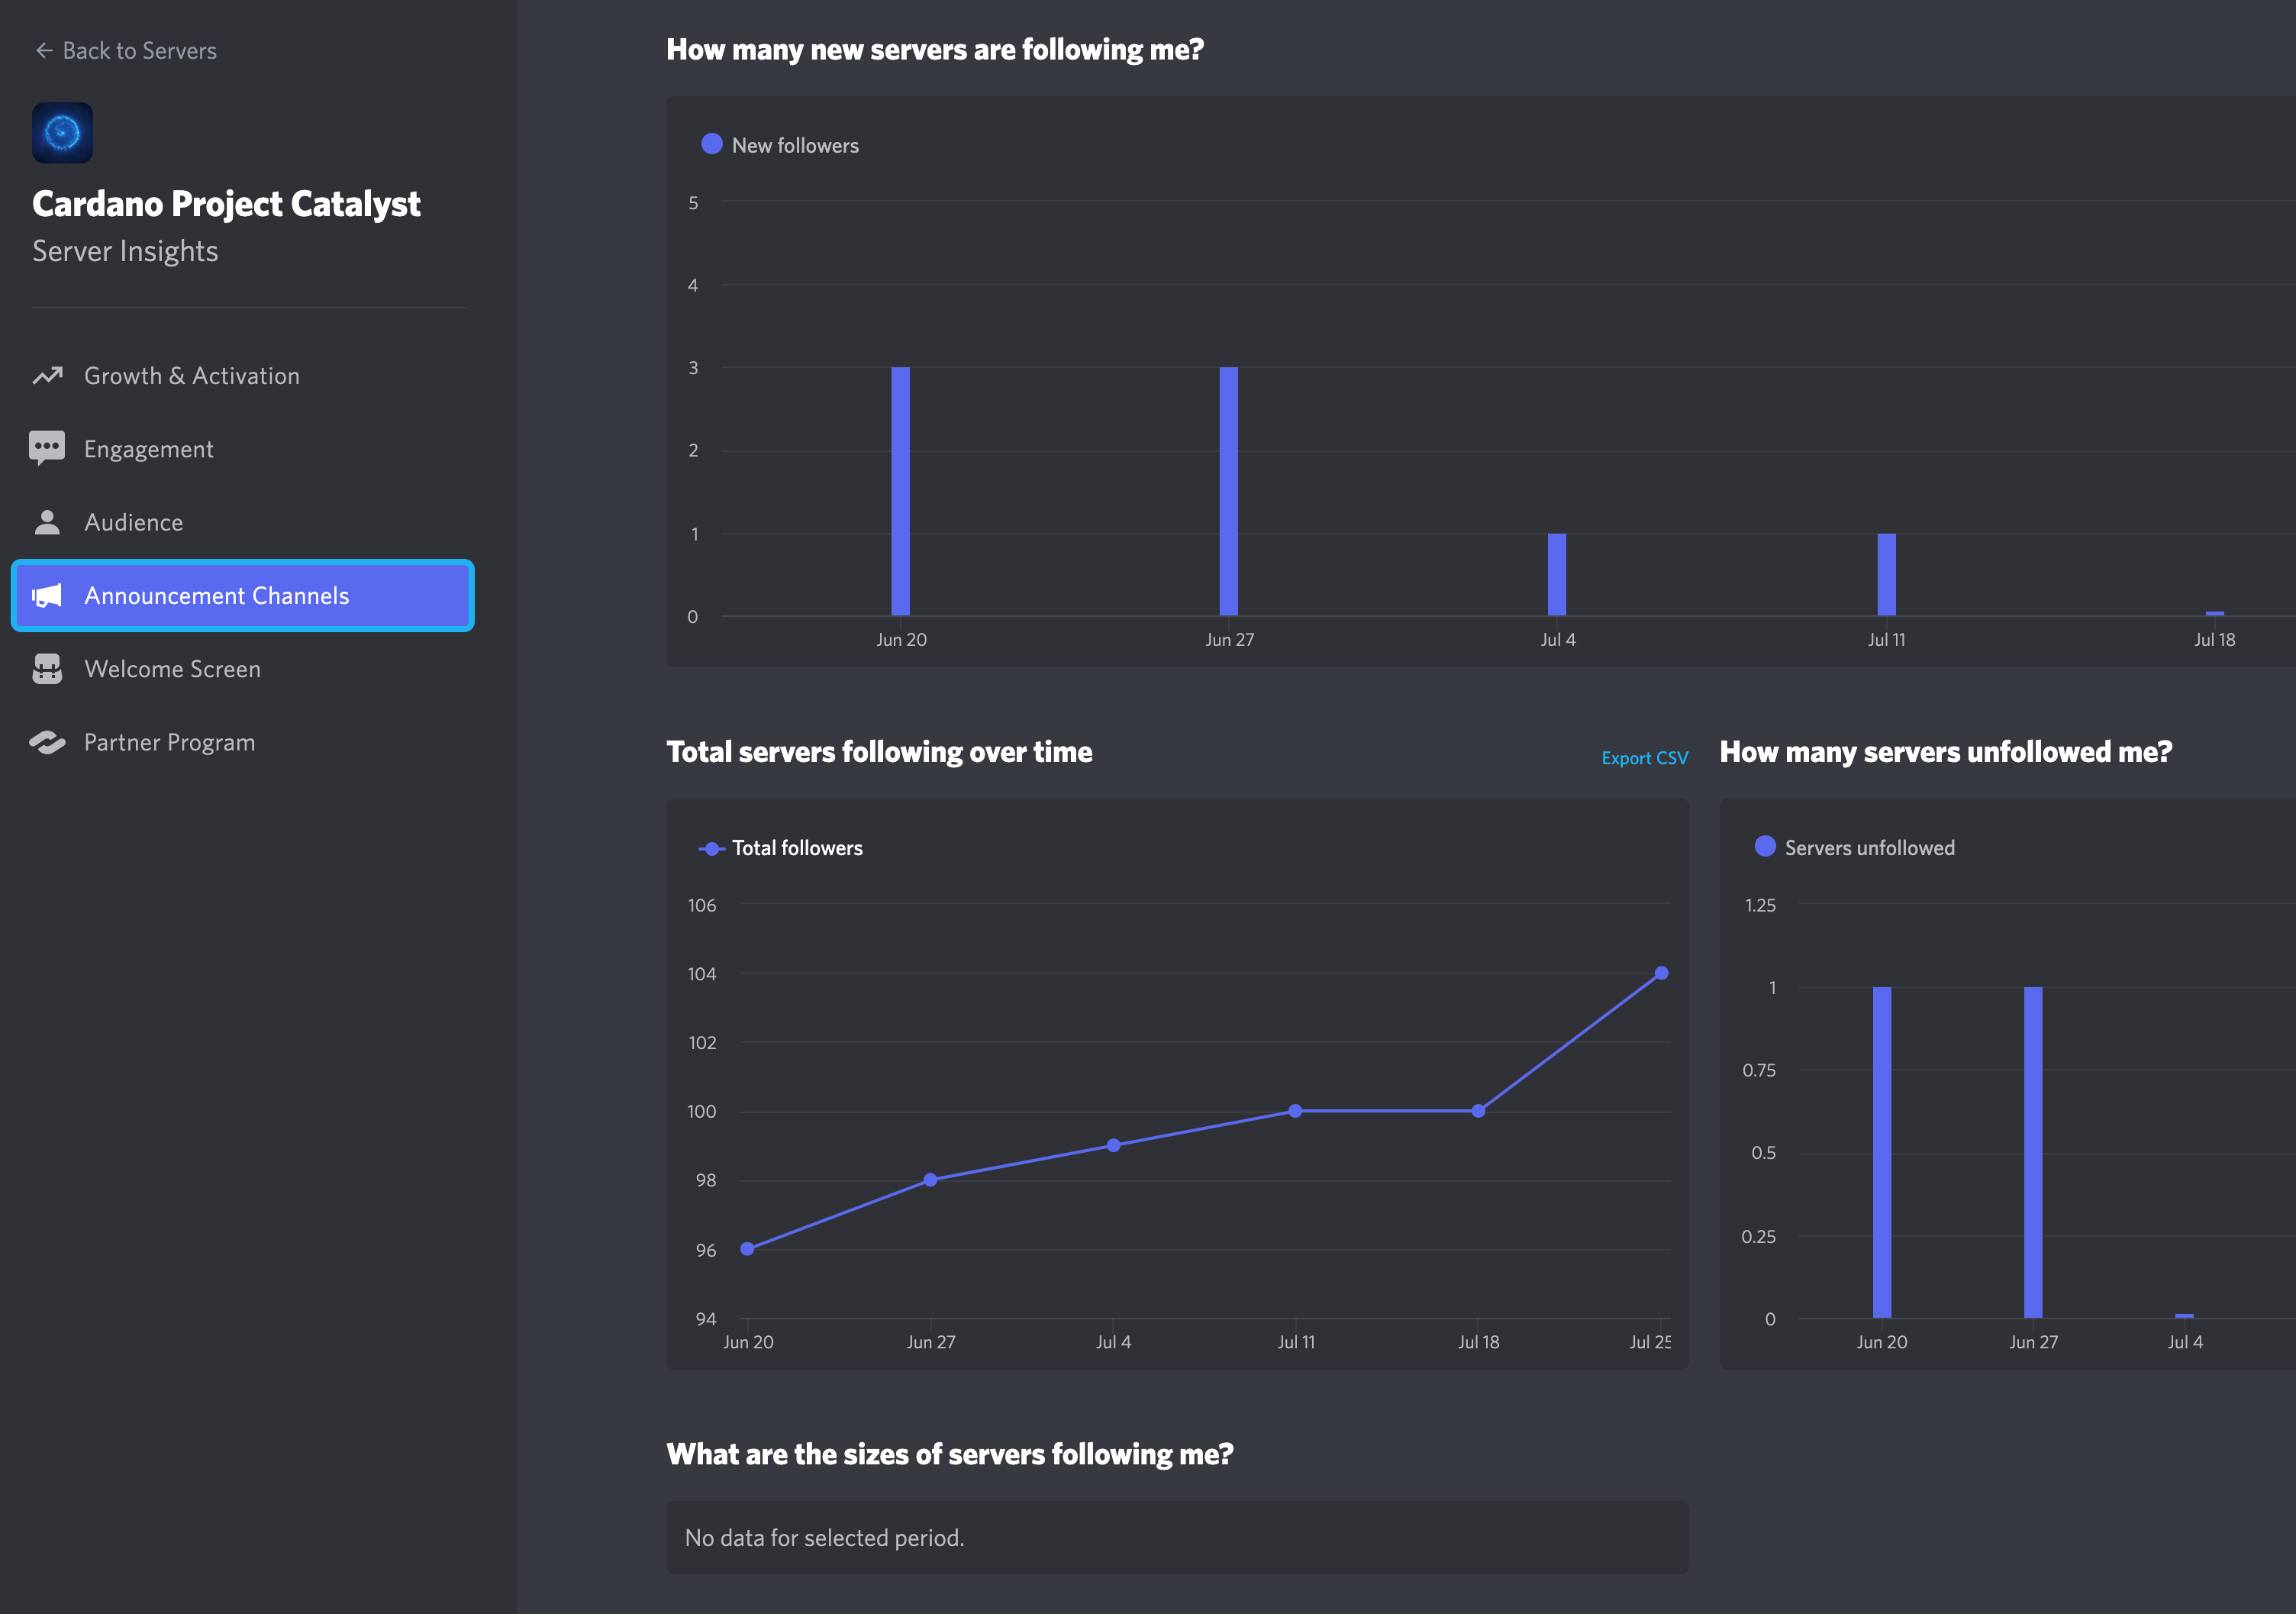 ← Back to Servers
Cardano Project Catalyst
Server Insights
Growth & Activation
Engagement
Audience
Announcement Channels
Welcome Screen
Partner Program
How many new servers are following me?
New followers
5
4
3
2
1
0
Jun 20 Jun 27 Jul 4 Jul 11 Jul 18
Total servers following over time Export CSV
Total followers
106
104
102
100
98
96
94
Jun 20 Jun 27 Jul 4 Jul 11 Jul 18 Jul 25
How many servers unfollowed me?
Servers unfollowed
1.25
1
0.75
0.5
0.25
0
Jun 20 Jun 27 Jul 4
What are the sizes of servers following me?
No data for selected period.